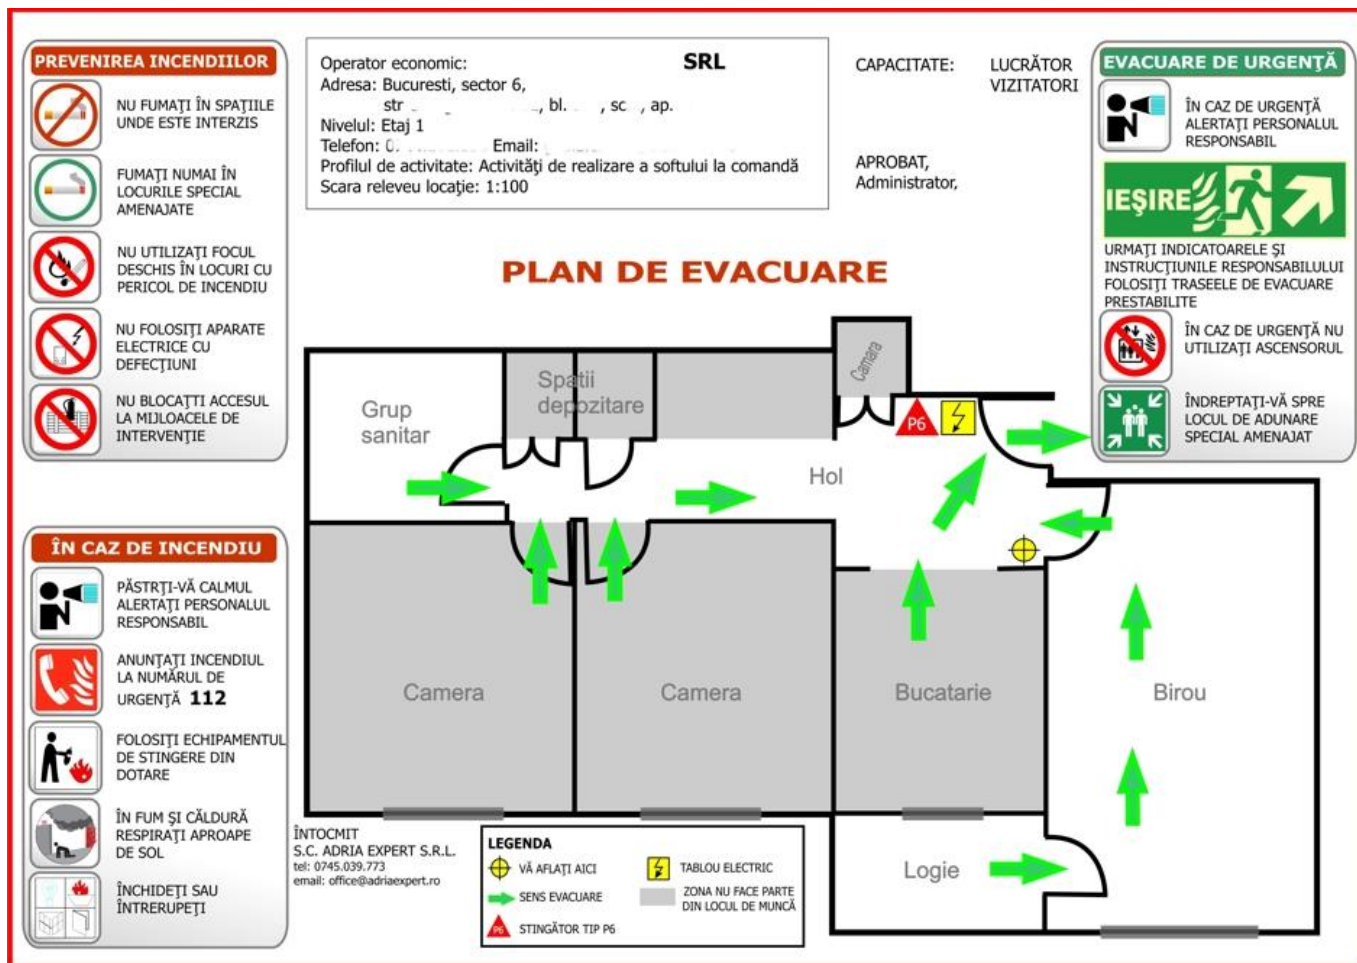 PREVENIREA INCENDIILOR
NU FUMAȚI ÎN SPAȚIILE
UNDE ESTE INTERZIS
FUMAȚI NUMAI ÎN
LOCURILE SPECIAL
AMENAJATE
NU UTILIZAȚI FOCUL
DESCHIS ÎN LOCURI CU
PERICOL DE INCENDIU
NU FOLOSIȚI APARATE
ELECTRICE CU
DEFECȚIUNI
NU BLOCAȚTI ACCESUL
LA MIJLOACELE DE
INTERVENȚIE
Operator economic: SRL
Adresa: Bucuresti, sector 6,
str , bl. , sc , ap.
Nivelul: Etaj 1
Telefon: 0 Email:
Profilul de activitate: Activități de realizare a softului la comandă
Scara releveu locație: 1:100
CAPACITATE: LUCRĂTOR
VIZITATORI
APROBAT,
Administrator,
EVACUARE DE URGENȚĂ
ÎN CAZ DE URGENȚĂ
ALERTAȚI PERSONALUL
RESPONSABIL
IEȘIRE
URMAȚI INDICATOARELE ȘI
INSTRUCȚIUNILE RESPONSABILULUI
FOLOSIȚI TRASEELE DE EVACUARE
PRESTABILITE
ÎN CAZ DE URGENȚĂ NU
UTILIZAȚI ASCENSORUL
ÎNDREPTAȚI-VĂ SPRE
LOCUL DE ADUNARE
SPECIAL AMENAJAT
PLAN DE EVACUARE
Camara
Spatii
depozitare
Grup
sanitar
P6
Hol
Camera
Camera
Bucatarie
Birou
Logie
ÎN CAZ DE INCENDIU
PĂSTRȚI-VĂ CALMUL
ALERTAȚI PERSONALUL
RESPONSABIL
ANUNȚAȚI INCENDIUL
LA NUMĂRUL DE
URGENȚĂ 112
FOLOSIȚI ECHIPAMENTUL
DE STINGERE DIN
DOTARE
ÎN FUM ȘI CĂLDURĂ
RESPIRAȚI APROAPE
DE SOL
ÎNCHIDEȚI SAU
ÎNTRERUPEȚI
ÎNTOCMIT
S.C. ADRIA EXPERT S.R.L.
tel: 0745.039.773
email: office@adriaexpert.ro
LEGENDA
VĂ AFLAȚI AICI
SENS EVACUARE
P6 STINGĂTOR TIP P6
TABLOU ELECTRIC
ZONA NU FACE PARTE
DIN LOCUL DE MUNCĂ